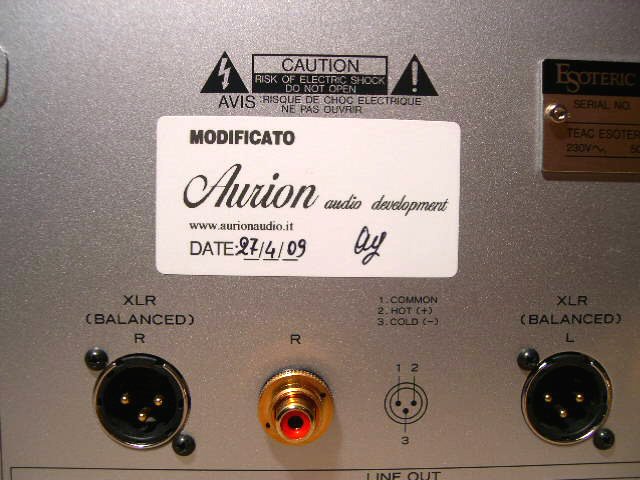 CAUTION
RISK OF ELECTRIC SHOCK
DO NOT OPEN
AVIS :RISQUE DE CHOC ELECTRIQUE
NE PAS OUVRIR
ESOTERIC
SERIAL NO.
TEAC ESOTER
230V~, 50
MODIFICATO
Aurion audio development
www.aurionaudio.it
DATE:27/4/09
XLR
(BALANCED)
R
R
1.COMMON
2.HOT (+)
3.COLD (-)
1 2
3
XLR
(BALANCED)
L
LINE OUT